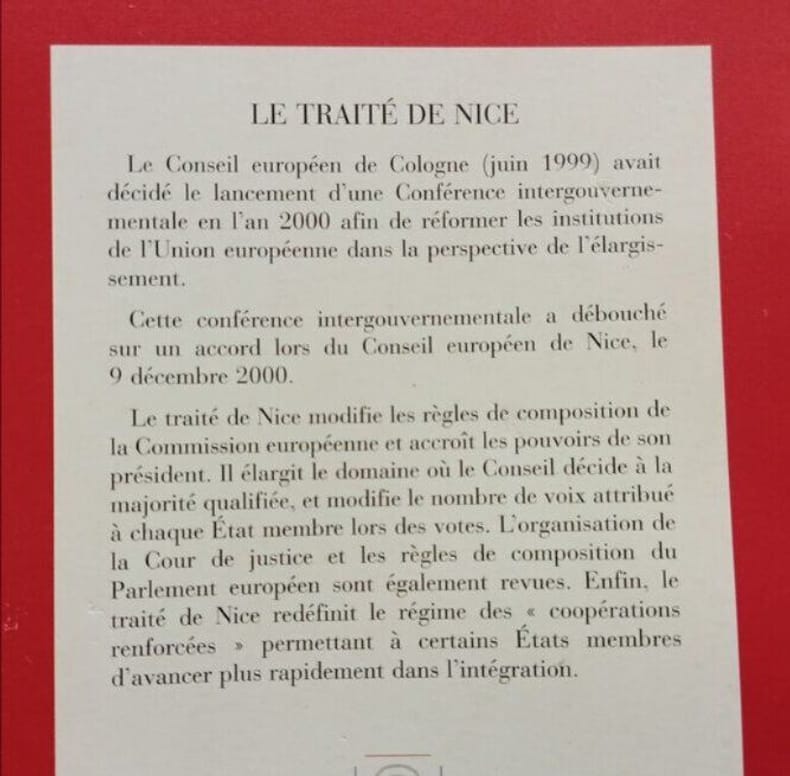 LE TRAITÉ DE NICE
Le Conseil européen de Cologne (juin 1999) avait
décidé le lancement d'une Conférence intergouverne-
mentale en l'an 2000 afin de réformer les institutions
de l'Union européenne dans la perspective de l'élargis-
sement.
Cette conférence intergouvernementale a débouché
sur un accord lors du Conseil européen de Nice, le
9 décembre 2000.
Le traité de Nice modifie les règles de composition de
la Commission européenne et accroît les pouvoirs de son
président. Il élargit le domaine où le Conseil décide à la
majorité qualifiée, et modifie le nombre de voix attribué
à chaque État membre lors des votes. L'organisation de
la Cour de justice et les règles de composition du
Parlement européen sont également revues. Enfin, le
traité de Nice redéfinit le régime des « coopérations
renforcées » permettant à certains États membres
d'avancer plus rapidement dans l'intégration.